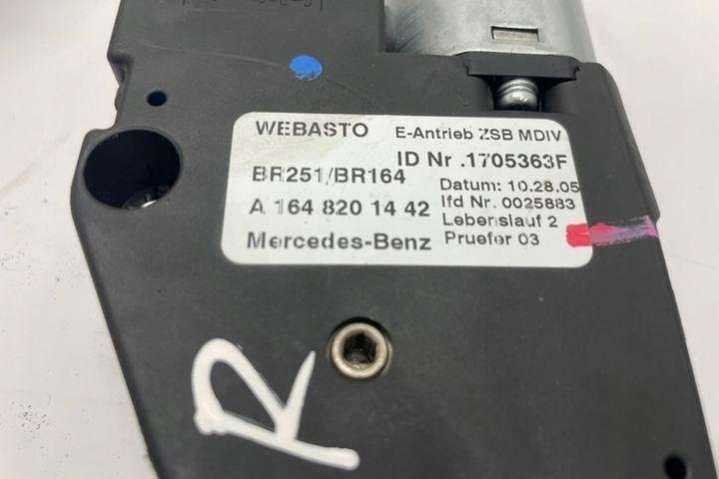 WEBASTO E-Antrieb ZSB MDIV
ID Nr .1705363F
BR251/BR164
Datum: 10.28.05
lfd Nr. 0025883
A 164 820 14 42
Lebenslauf 2
Mercedes-Benz Pruefer 03
R